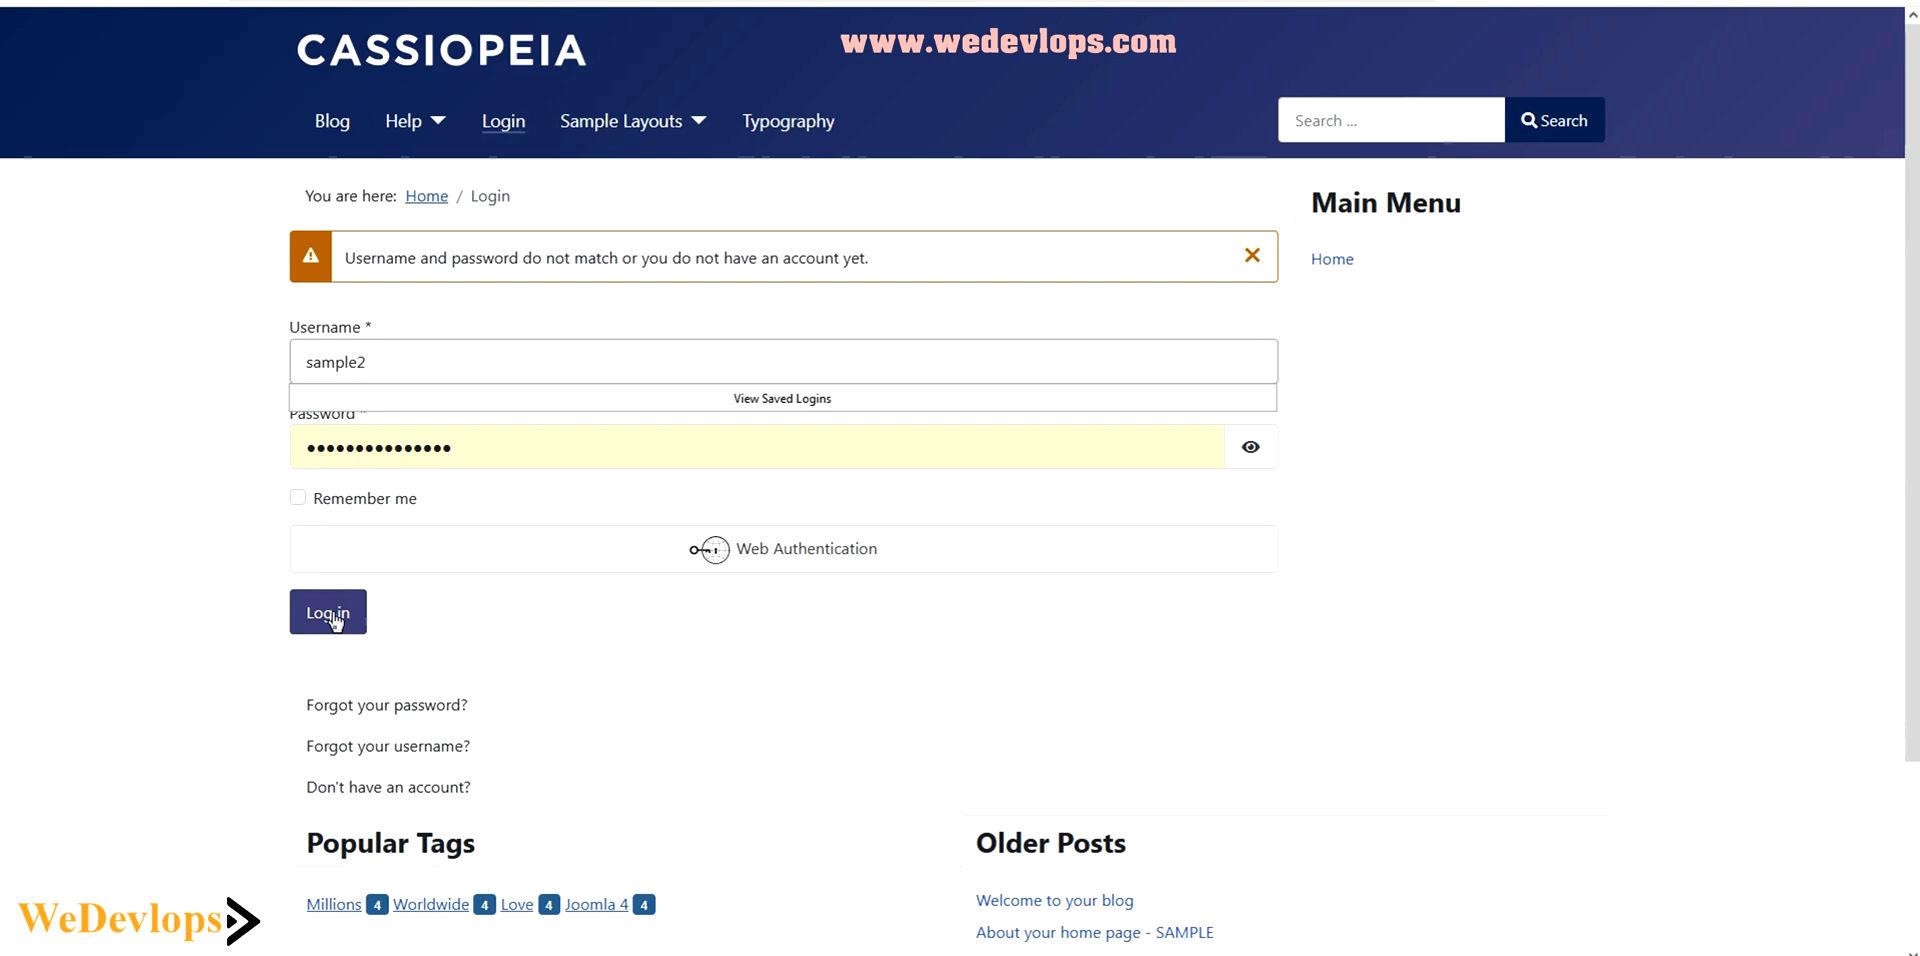 CASSIOPEIA
www.wedevlops.com
Blog Help Login Sample Layouts Typography
Search ... Search
You are here: Home / Login
Main Menu
Username and password do not match or you do not have an account yet.
Home
Username *
sample2
View Saved Logins
Password *
•••••••••••••••
Remember me
Web Authentication
Log in
Forgot your password?
Forgot your username?
Don't have an account?
Popular Tags
Older Posts
Millions 4 Worldwide 4 Love 4 Joomla 4 4
Welcome to your blog
About your home page - SAMPLE
WeDevlops